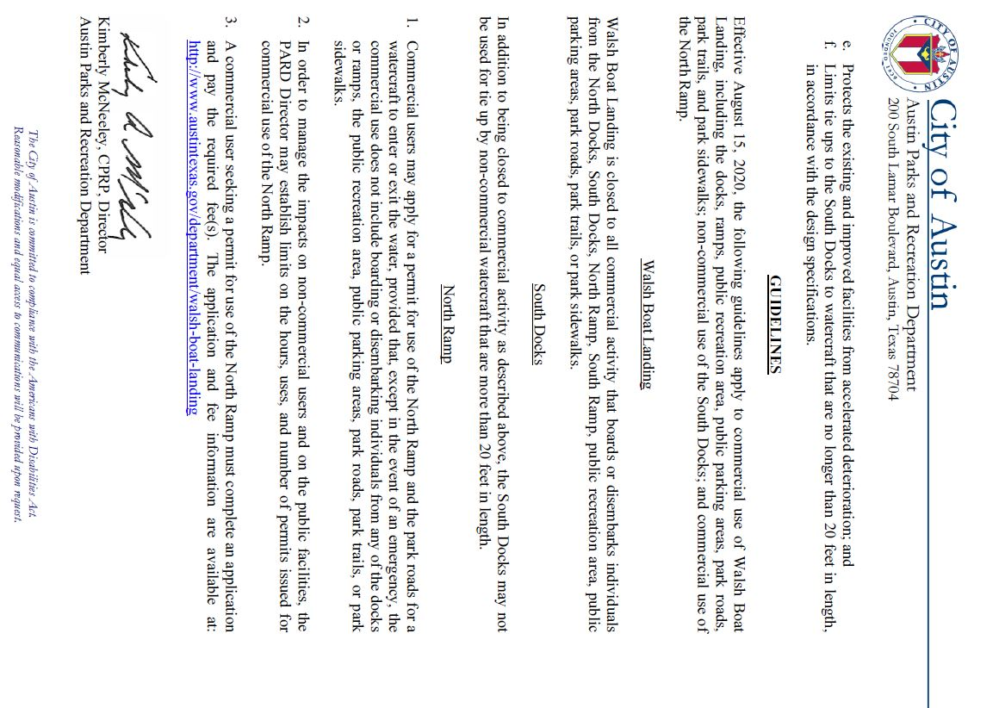 CITY OF AUSTIN
FOUNDED 1839
City of Austin
Austin Parks and Recreation Department
200 South Lamar Boulevard, Austin, Texas 78704
e. Protects the existing and improved facilities from accelerated deterioration; and
f. Limits tie ups to the South Docks to watercraft that are no longer than 20 feet in length,
in accordance with the design specifications.
GUIDELINES
Effective August 15, 2020, the following guidelines apply to commercial use of Walsh Boat
Landing, including the docks, ramps, public recreation area, public parking areas, park roads,
park trails, and park sidewalks; non-commercial use of the South Docks; and commercial use of
the North Ramp.
Walsh Boat Landing
Walsh Boat Landing is closed to all commercial activity that boards or disembarks individuals
from the North Docks, South Docks, North Ramp, South Ramp, public recreation area, public
parking areas, park roads, park trails, or park sidewalks.
South Docks
In addition to being closed to commercial activity as described above, the South Docks may not
be used for tie up by non-commercial watercraft that are more than 20 feet in length.
North Ramp
1. Commercial users may apply for a permit for use of the North Ramp and the park roads for a
watercraft to enter or exit the water, provided that, except in the event of an emergency, the
commercial use does not include boarding or disembarking individuals from any of the docks
or ramps, the public recreation area, public parking areas, park roads, park trails, or park
sidewalks.
2. In order to manage the impacts on non-commercial users and on the public facilities, the
PARD Director may establish limits on the hours, uses, and number of permits issued for
commercial use of the North Ramp.
3. A commercial user seeking a permit for use of the North Ramp must complete an application
and pay the required fee(s). The application and fee information are available at:
http://www.austintexas.gov/department/walsh-boat-landing
Kimberly McNeeley, CPRP, Director
Austin Parks and Recreation Department
The City of Austin is committed to compliance with the Americans with Disabilities Act.
Reasonable modifications and equal access to communications will be provided upon request.